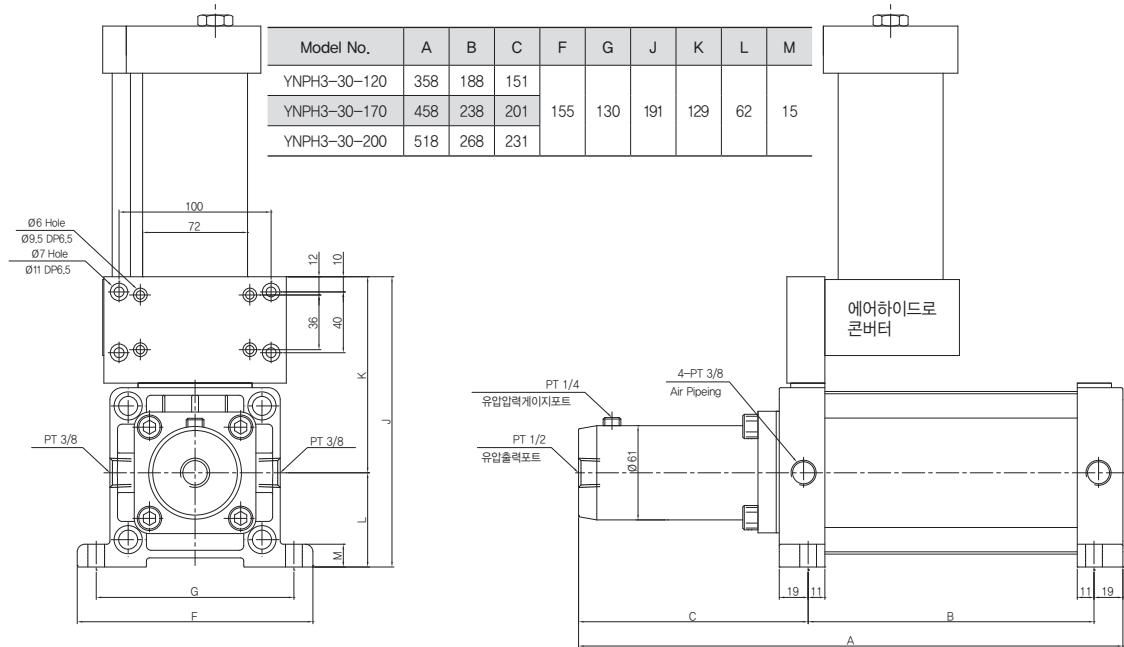 Model No. A B C F G J K L M
YNPH3-30-120 358 188 151
YNPH3-30-170 458 238 201 155 130 191 129 62 15
YNPH3-30-200 518 268 231
100
72
Ø6 Hole
Ø9.5 DP6.5
Ø7 Hole
Ø11 DP6.5
12
10
36
40
K
J
PT 3/8
PT 3/8
L
M
G
F
에어하이드로
콘버터
4-PT 3/8
Air Pipeing
PT 1/4
유압압력게이지포트
PT 1/2
유압출력포트
Ø61
19 11
11 19
C
B
A